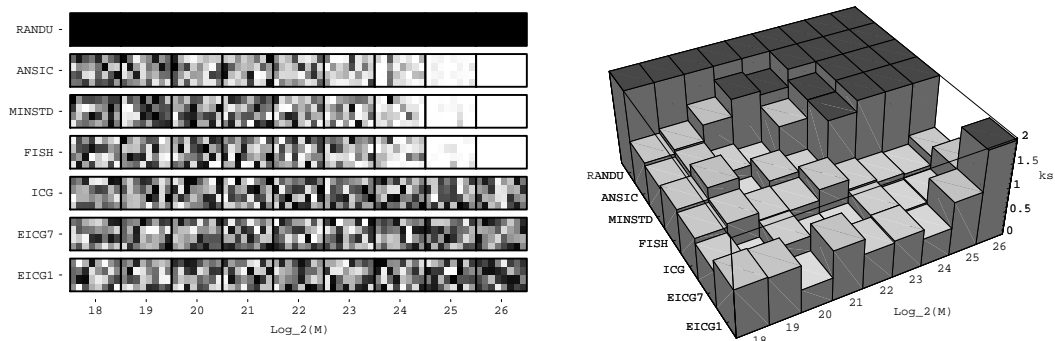 RANDU
ANSIC
MINSTD
FISH
ICG
EICG7
EICG1
18 19 20 21 22 23 24 25 26
Log_2(M)
RANDU
ANSIC
MINSTD
FISH
ICG
EICG7
EICG1
18
19
20
21
22
23
24
25
26
Log_2(M)
2
1.5
ks
1
0.5
0